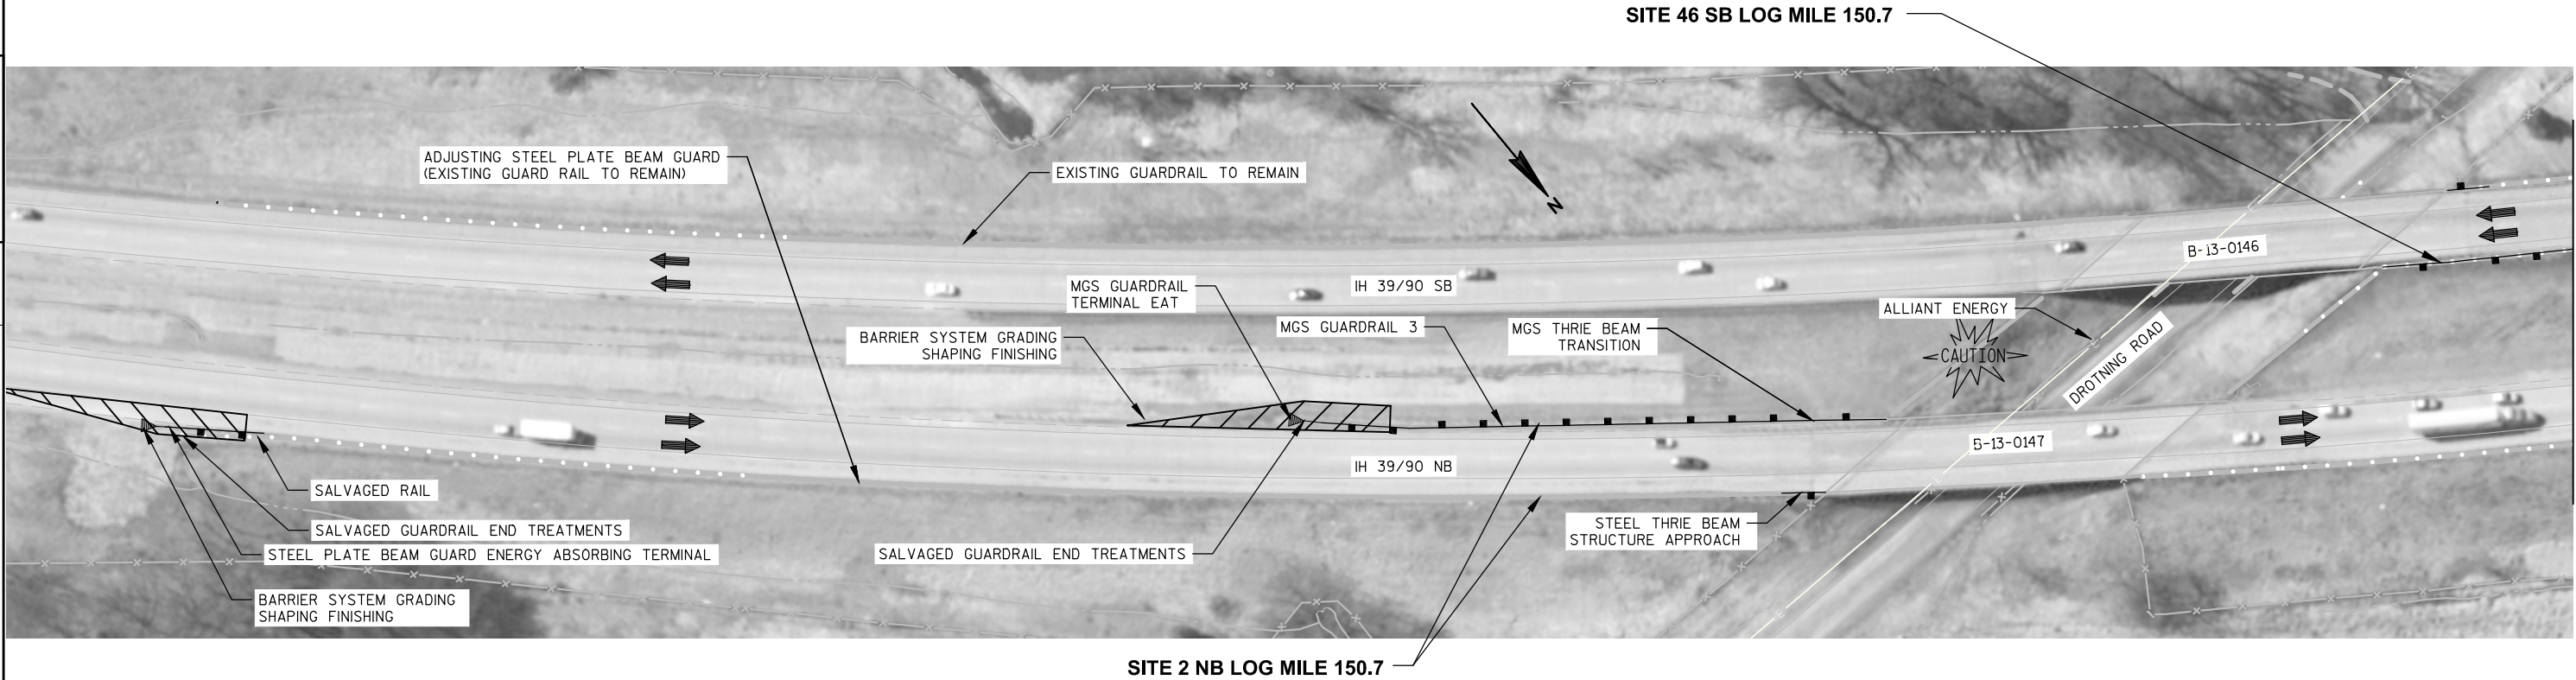 SITE 46 SB LOG MILE 150.7
ADJUSTING STEEL PLATE BEAM GUARD
(EXISTING GUARD RAIL TO REMAIN)
EXISTING GUARDRAIL TO REMAIN
N
B-13-0146
MGS GUARDRAIL
TERMINAL EAT
IH 39/90 SB
ALLIANT ENERGY
BARRIER SYSTEM GRADING
SHAPING FINISHING
MGS GUARDRAIL 3
MGS THRIE BEAM
TRANSITION
CAUTION
DROTNING ROAD
B-13-0147
IH 39/90 NB
SALVAGED RAIL
SALVAGED GUARDRAIL END TREATMENTS
STEEL PLATE BEAM GUARD ENERGY ABSORBING TERMINAL
SALVAGED GUARDRAIL END TREATMENTS
STEEL THRIE BEAM
STRUCTURE APPROACH
BARRIER SYSTEM GRADING
SHAPING FINISHING
SITE 2 NB LOG MILE 150.7